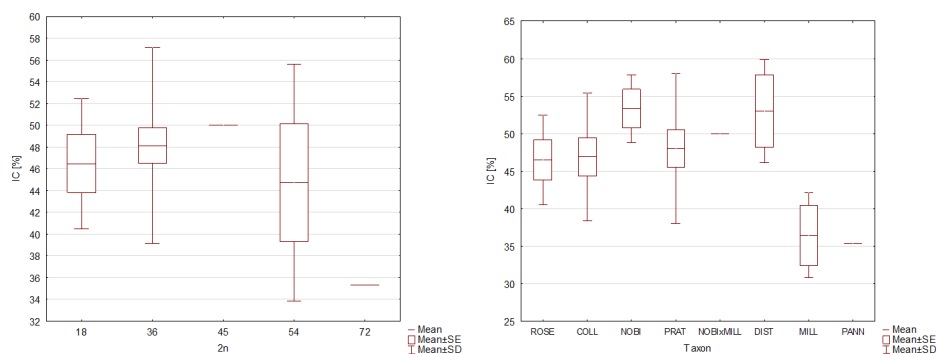 60
58
56
54
52
50
48
46
44
42
40
38
36
34
32
IC [%]
18 36 45 54 72
2n
Mean
Mean±SE
Mean±SD
65
60
55
50
45
40
35
30
25
IC [%]
ROSE COLL NOBI PRAT NOBIxMILL DIST MILL PANN
Taxon
Mean
Mean±SE
Mean±SD